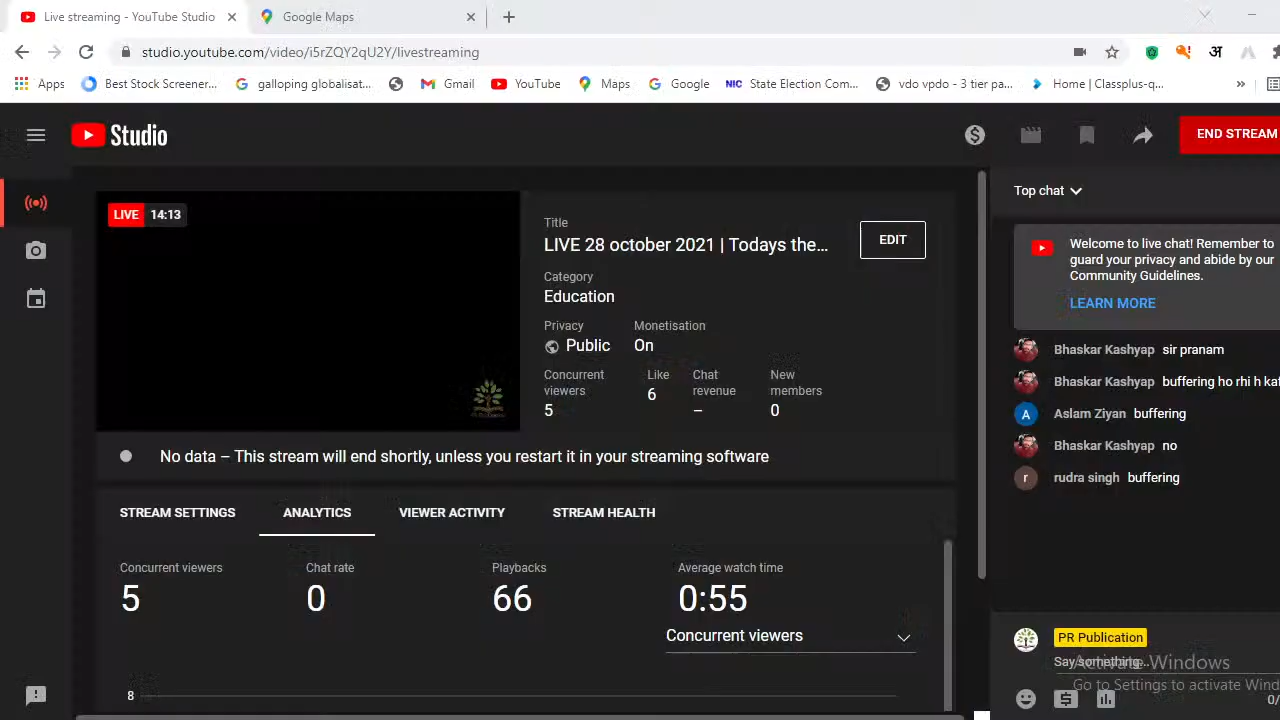 Live streaming - YouTube Studio
Google Maps
studio.youtube.com/video/i5rZQY2qU2Y/livestreaming
अ
Apps
Best Stock Screener...
galloping globalisat...
Gmail
YouTube
Maps
Google
NIC State Election Com...
vdo vpdo - 3 tier pa...
Home | Classplus-q...
»
Studio
END STREAM
LIVE 14:13
Title
LIVE 28 october 2021 | Todays the...
EDIT
Category
Education
Privacy
Public
Monetisation
On
Concurrent
viewers
5
Like
6
Chat
revenue
–
New
members
0
No data – This stream will end shortly, unless you restart it in your streaming software
STREAM SETTINGS
ANALYTICS
VIEWER ACTIVITY
STREAM HEALTH
Concurrent viewers
5
Chat rate
0
Playbacks
66
Average watch time
0:55
Concurrent viewers
8
Top chat
Welcome to live chat! Remember to
guard your privacy and abide by our
Community Guidelines.
LEARN MORE
Bhaskar Kashyap sir pranam
Bhaskar Kashyap buffering ho rhi h
A
Aslam Ziyan buffering
Bhaskar Kashyap no
r
rudra singh buffering
PR Publication
Say something...
Activate Windows
Go to Settings to activate Wind
0/